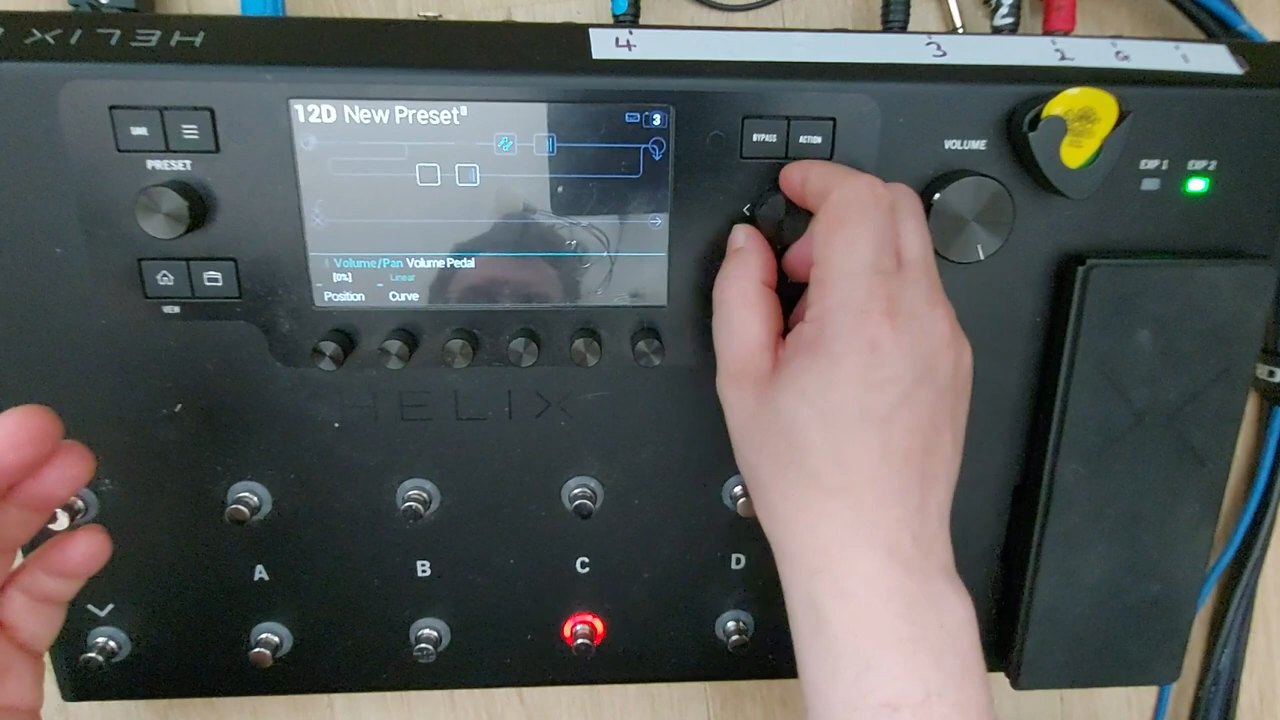 HELIX
4 3 2 6 1
12D New Preset
3
BYPASS ACTION
PRESET
VOLUME
EXP 1 EXP 2
Volume/Pan Volume Pedal
Linear
Position Curve
HELIX
A B C D